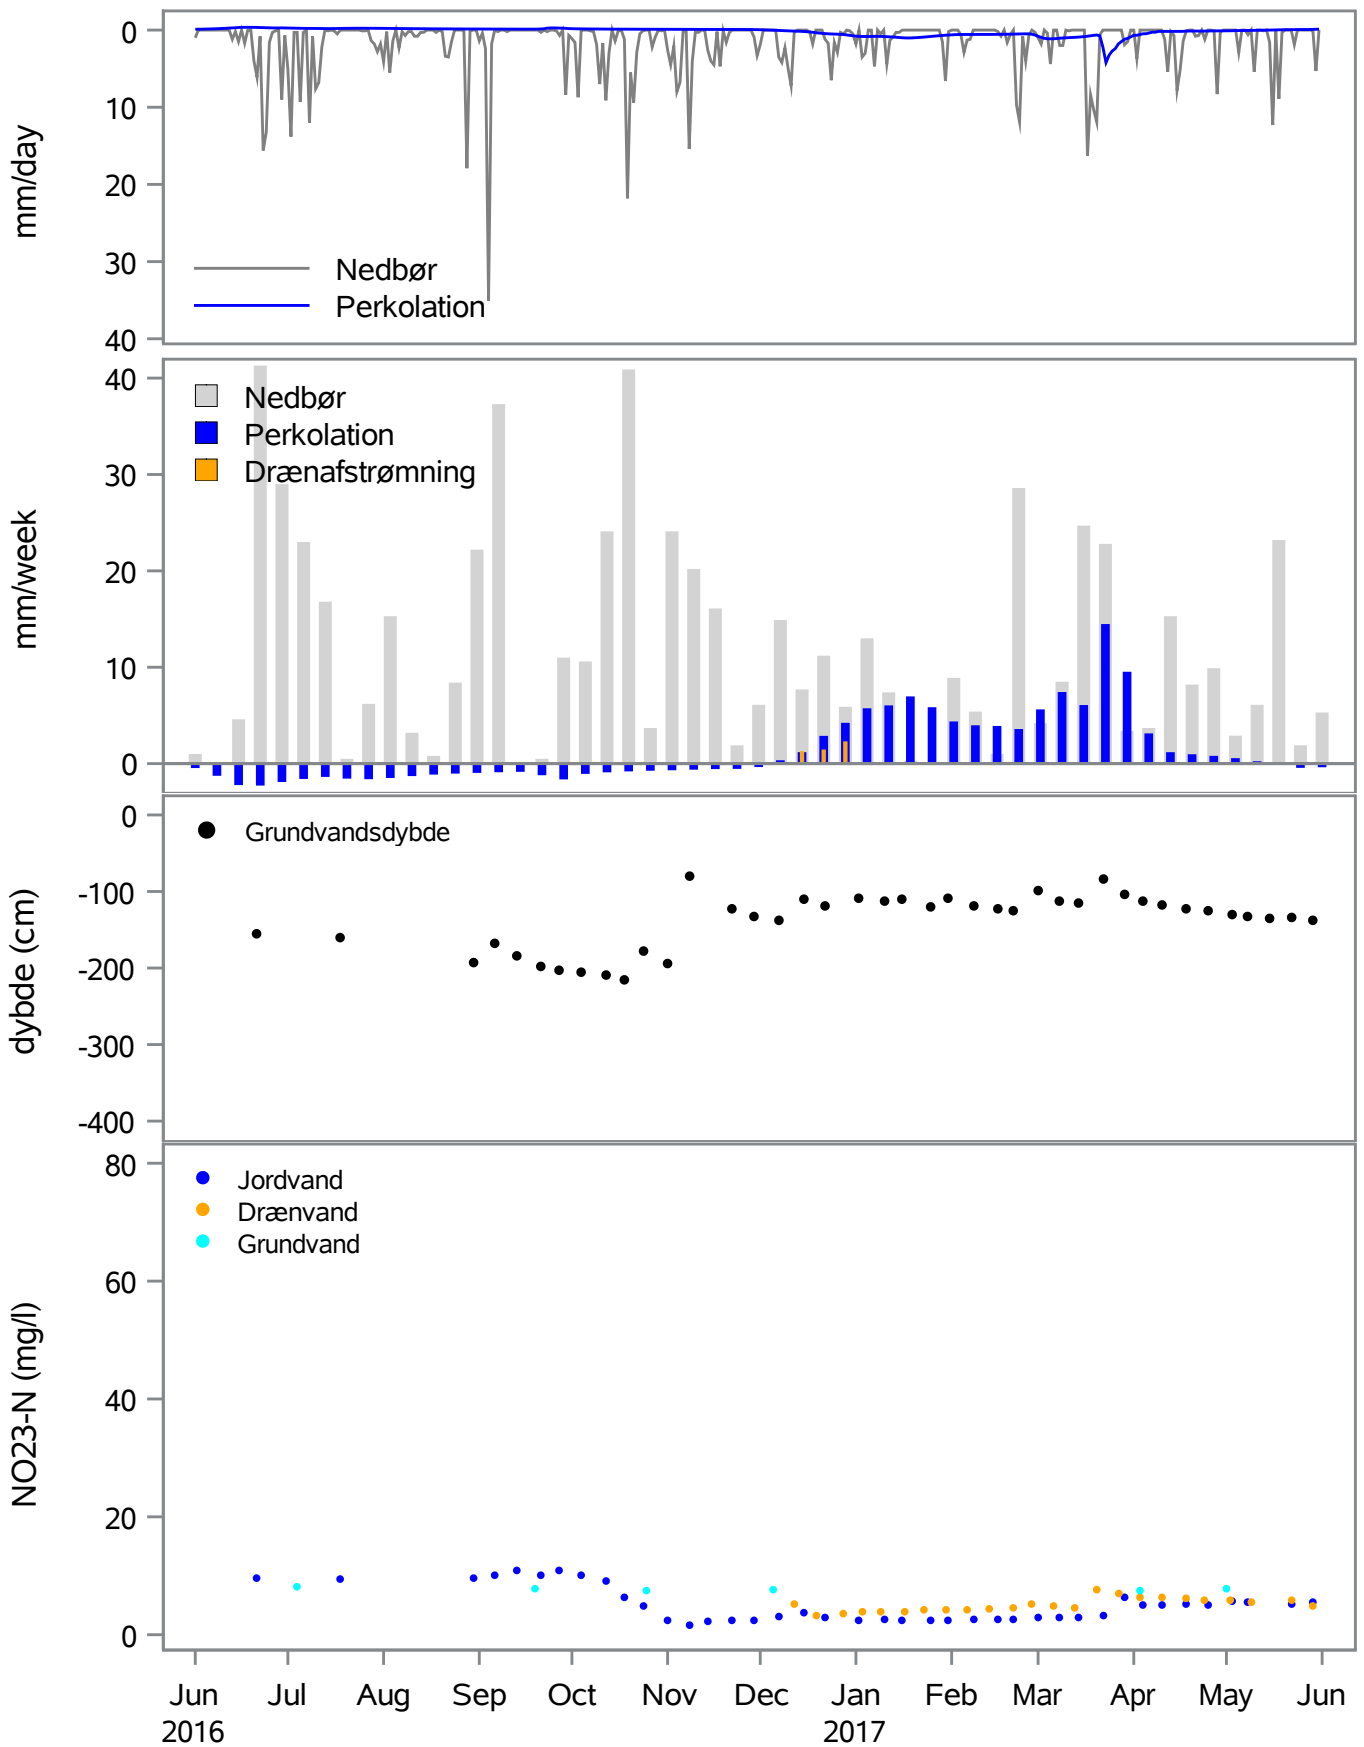 0
10
20
30
40
mm/day
Nedbør
Perkolation
40
30
20
10
0
mm/week
Nedbør
Perkolation
Drænafstrømning
0
-100
-200
-300
-400
dybde (cm)
Grundvandsdybde
80
60
40
20
0
NO23-N (mg/l)
Jordvand
Drænvand
Grundvand
Jun Jul Aug Sep Oct Nov Dec Jan Feb Mar Apr May Jun
2016 2017